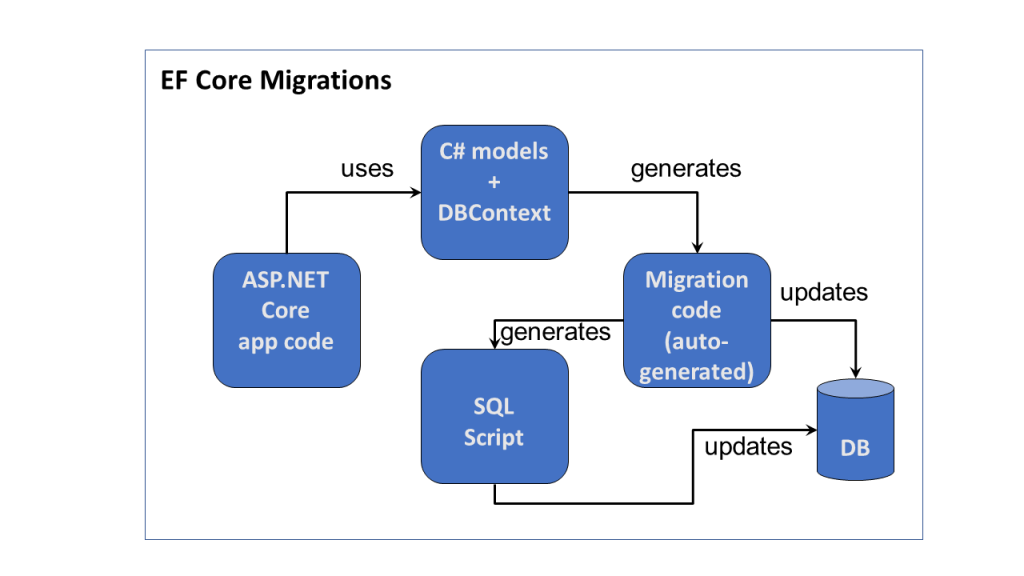 EF Core Migrations
uses
C# models
+
DBContext
generates
ASP.NET
Core
app code
Migration
code
(auto-
generated)
updates
generates
SQL
Script
updates
DB